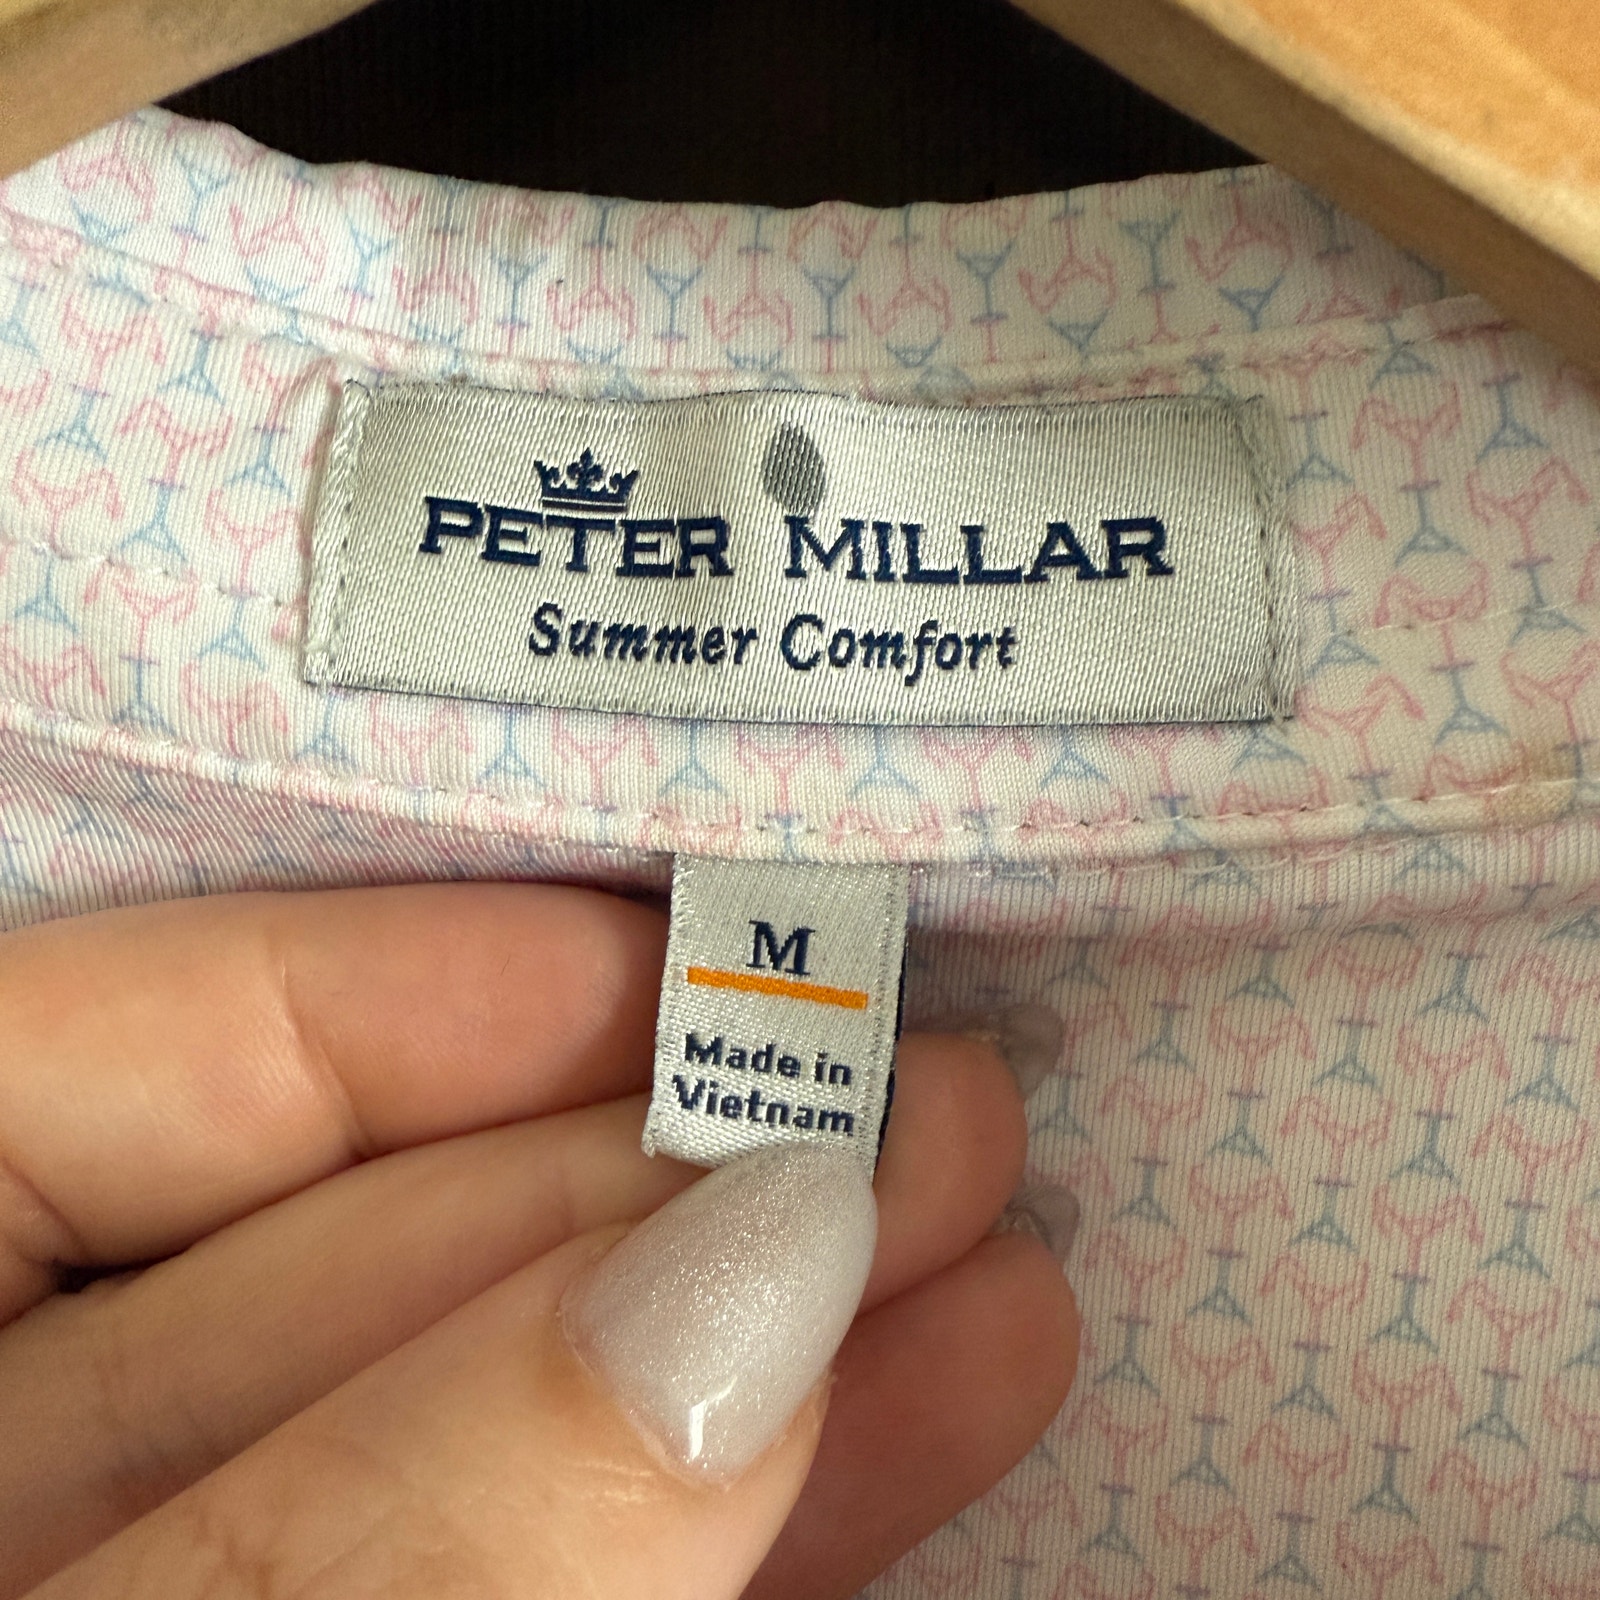 PETER MILLAR
Summer Comfort
M
Made in
Vietnam